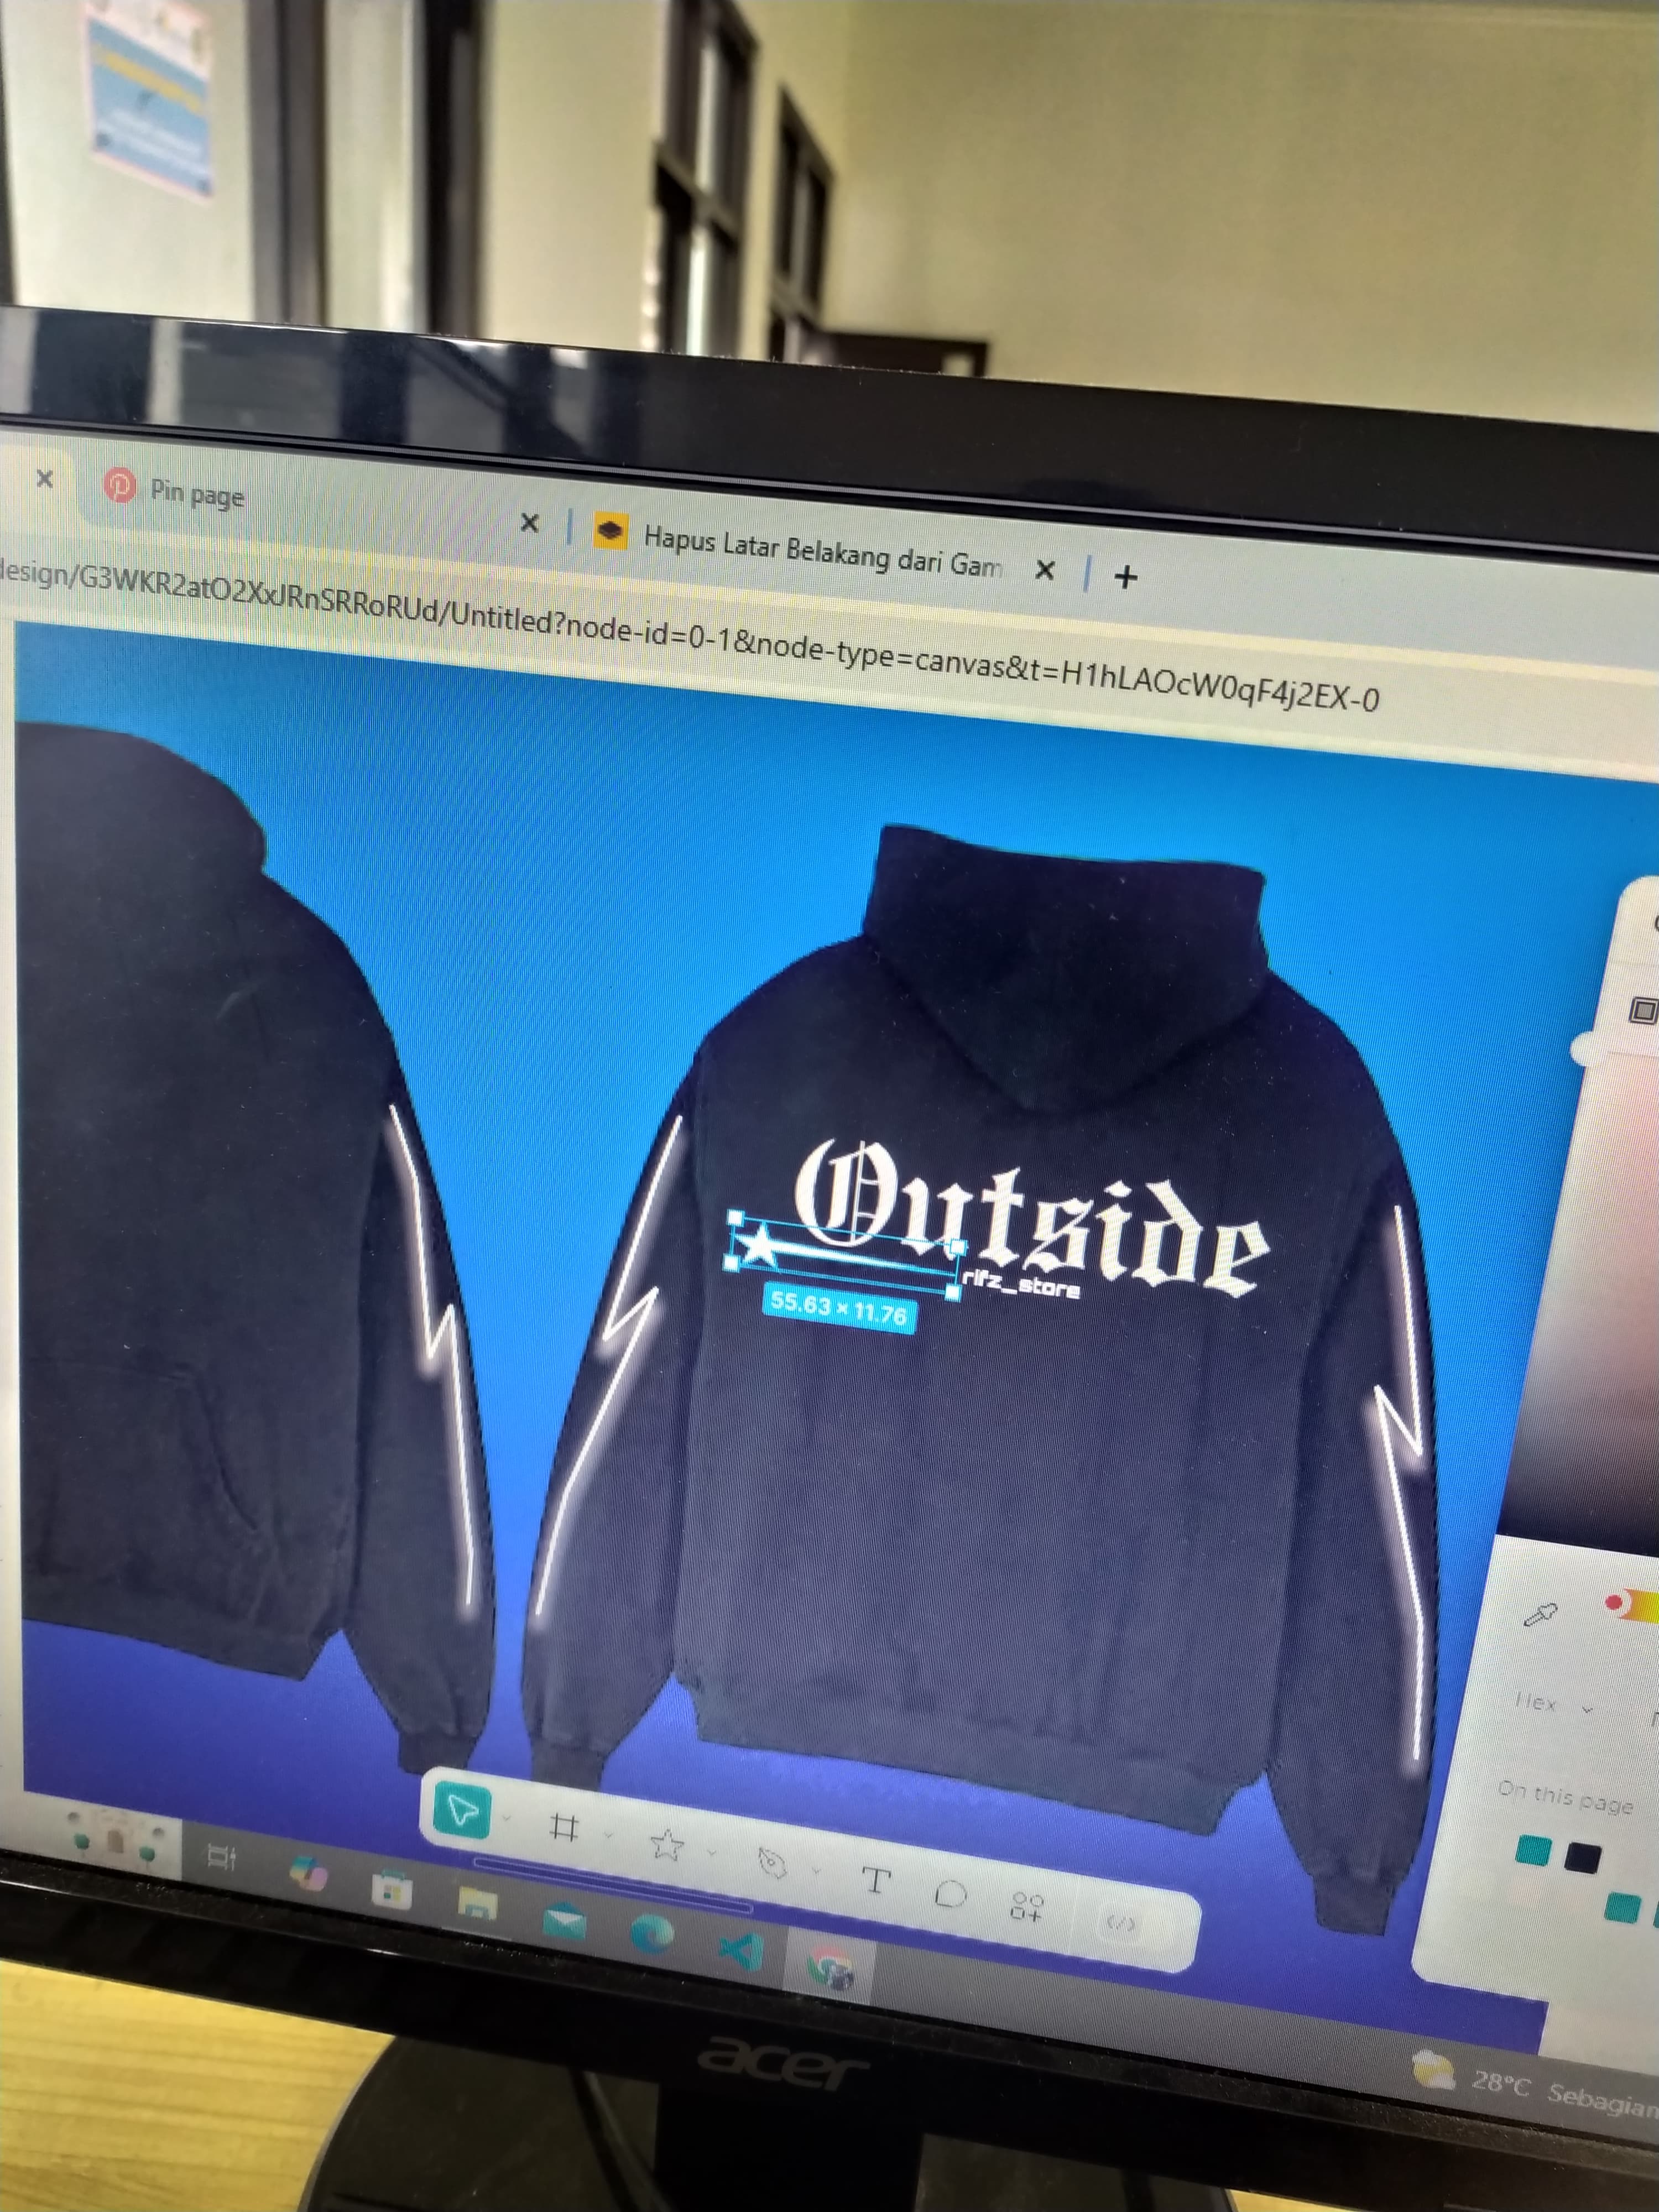 Pin page
Hapus Latar Belakang dari Gam
design/G3WKR2atO2XxJRnSRRoRUd/Untitled?node-id=0-1&node-type=canvas&t=H1hLAOcW0qF4j2EX-0
Outside
rifz_store
55.63 × 11.76
Hex
On this page
T
28°C Sebagian
acer